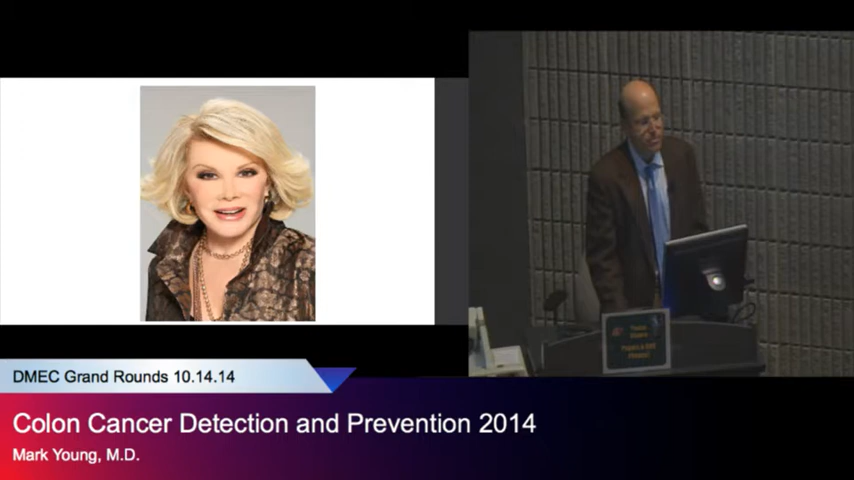 DMEC Grand Rounds 10.14.14
Colon Cancer Detection and Prevention 2014
Mark Young, M.D.